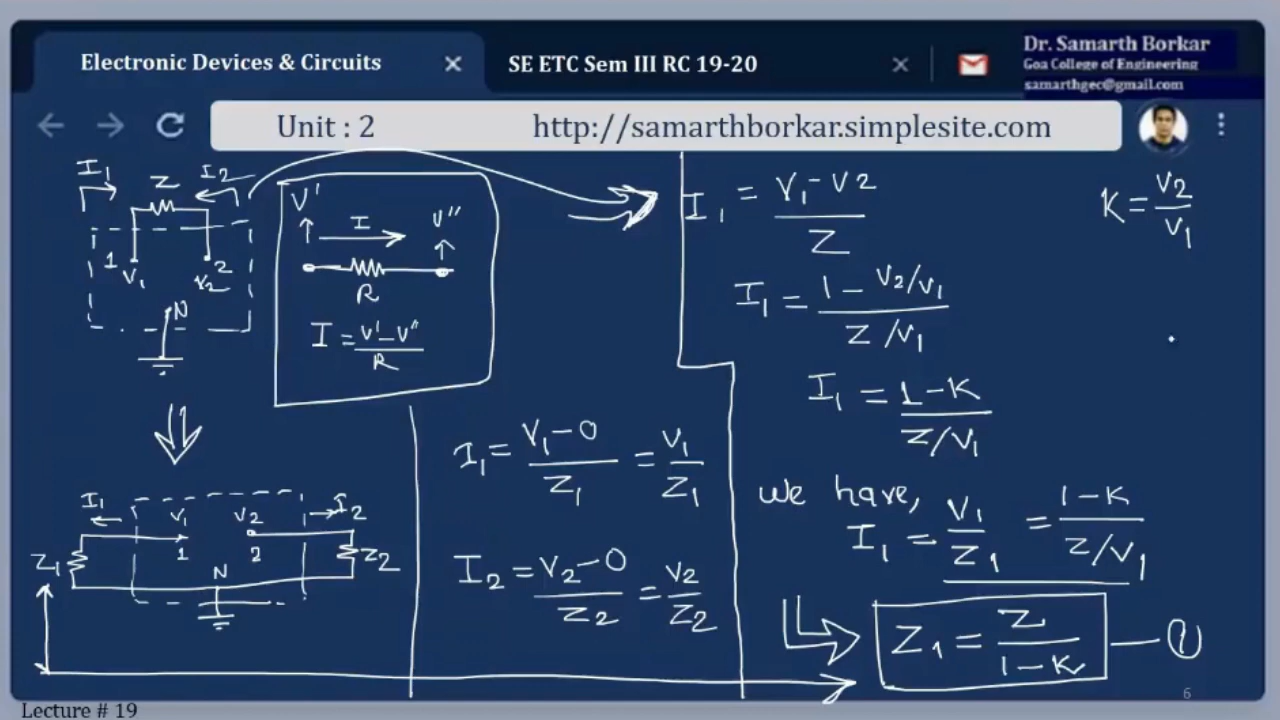 Electronic Devices & Circuits
SE ETC Sem III RC 19-20
Dr. Samarth Borkar
Goa College of Engineering
samarthgec@gmail.com
Unit : 2
http://samarthborkar.simplesite.com
I₁ Z I₂
1 V₁ V₂ 2
N
V' I V''
R
I = (V' - V'')/R
I₁ = (V₁ - V2)/Z
K = V₂/V₁
I₁ = (1 - V₂/V₁)/(Z/V₁)
I₁ = (1 - K)/(Z/V₁)
I₁ V₁ V₂ I₂
Z₁ 1 2 Z₂
N
I₁ = (V₁ - 0)/Z₁ = V₁/Z₁
I₂ = (V₂ - 0)/Z₂ = V₂/Z₂
We have,
I₁ = V₁/Z₁ = (1 - K)/(Z/V₁)
Z₁ = Z/(1 - K) — ①
6
Lecture # 19